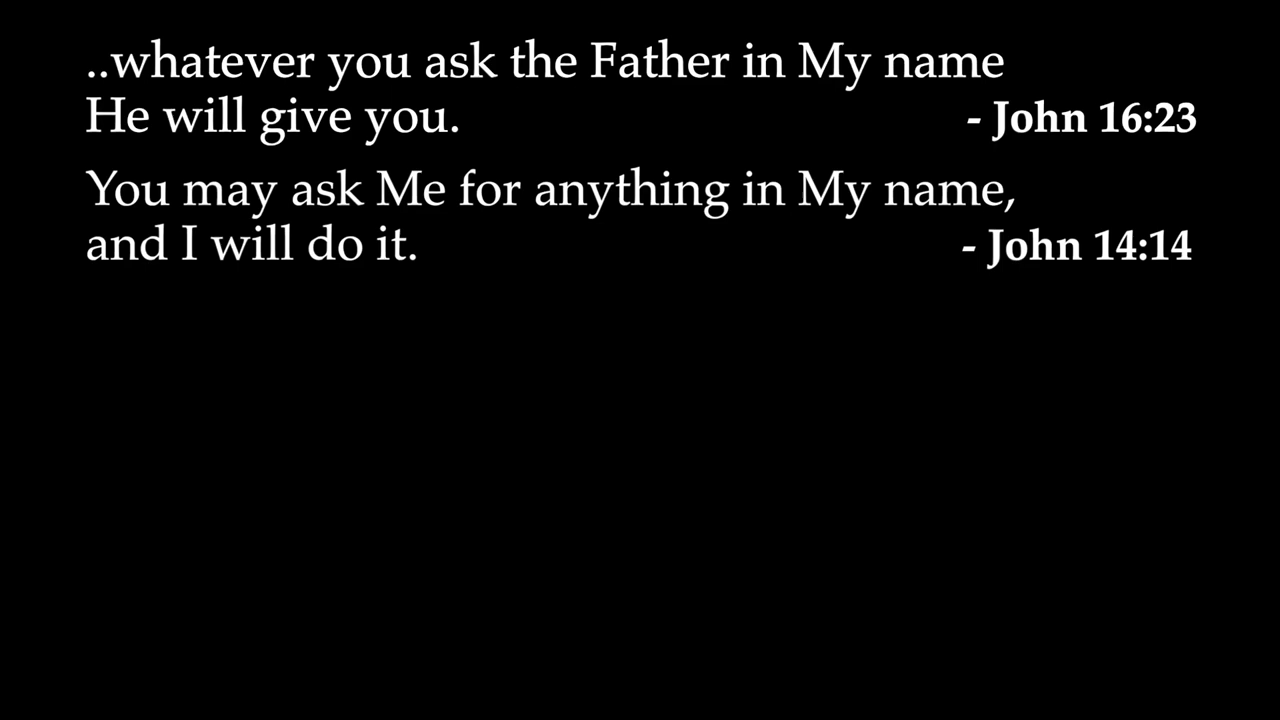 ..whatever you ask the Father in My name
He will give you. - John 16:23
You may ask Me for anything in My name,
and I will do it. - John 14:14